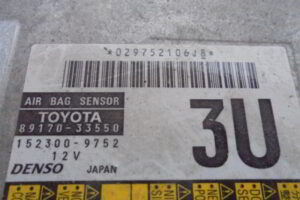 *029752106J8*
AIR BAG SENSOR
TOYOTA
89170-33550
152300-9752
12V
DENSO JAPAN
3U